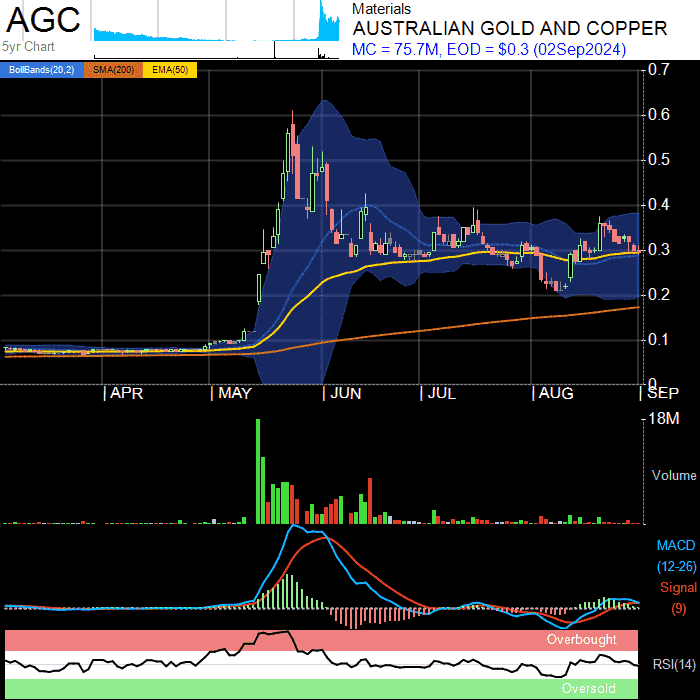 AGC
5yr Chart
Materials
AUSTRALIAN GOLD AND COPPER
MC = 75.7M, EOD = $0.3 (02Sep2024)
BollBands(20,2) SMA(200) EMA(50)
0.7
0.6
0.5
0.4
0.3
0.2
0.1
0
APR MAY JUN JUL AUG SEP
18M
Volume
MACD
(12-26)
Signal
(9)
Overbought
RSI(14)
Oversold